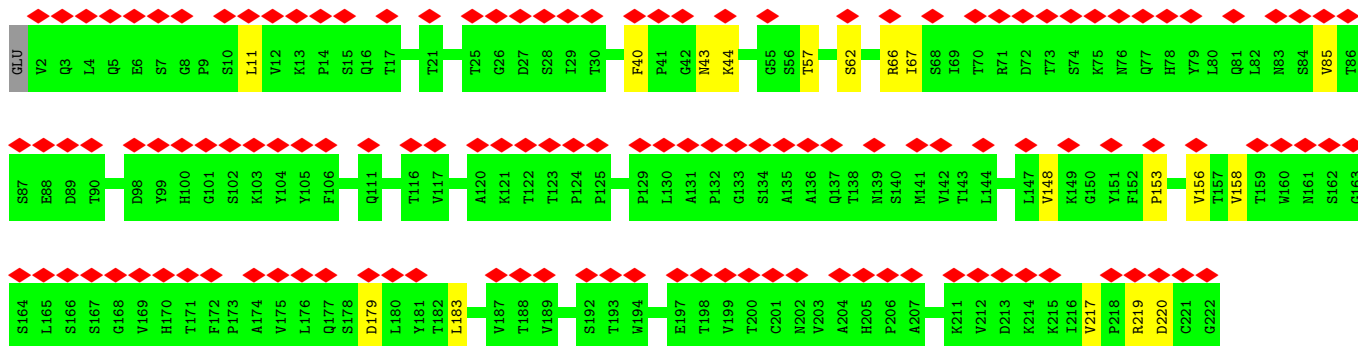 GLU V2 Q3 L4 Q5 E6 S7 G8 P9 S10 L11 V12 K13 P14 S15 Q16 T17 T21 T25 G26 D27 S28 I29 T30 F40 P41 G42 N43 K44 G55 S56 T57 S62 R66 I67 S68 I69 T70 R71 D72 T73 S74 K75 N76 Q77 H78 Y79 L80 Q81 L82 N83 S84 V85 T86
S87 E88 D89 T90 D98 Y99 H100 G101 S102 K103 Y104 Y105 F106 Q111 T116 V117 A120 K121 T122 T123 P124 P125 P129 L130 A131 P132 G133 S134 A135 A136 Q137 T138 N139 S140 M141 V142 T143 L144 L147 V148 K149 G150 Y151 F152 P153 V156 T157 V158 T159 W160 N161 S162 G163
S164 L165 S166 S167 G168 V169 H170 T171 F172 P173 A174 V175 L176 Q177 S178 D179 L180 Y181 T182 L183 V187 T188 V189 S192 T193 W194 E197 T198 V199 T200 C201 N202 V203 A204 H205 P206 A207 K211 V212 D213 K214 K215 I216 V217 P218 R219 D220 C221 G222